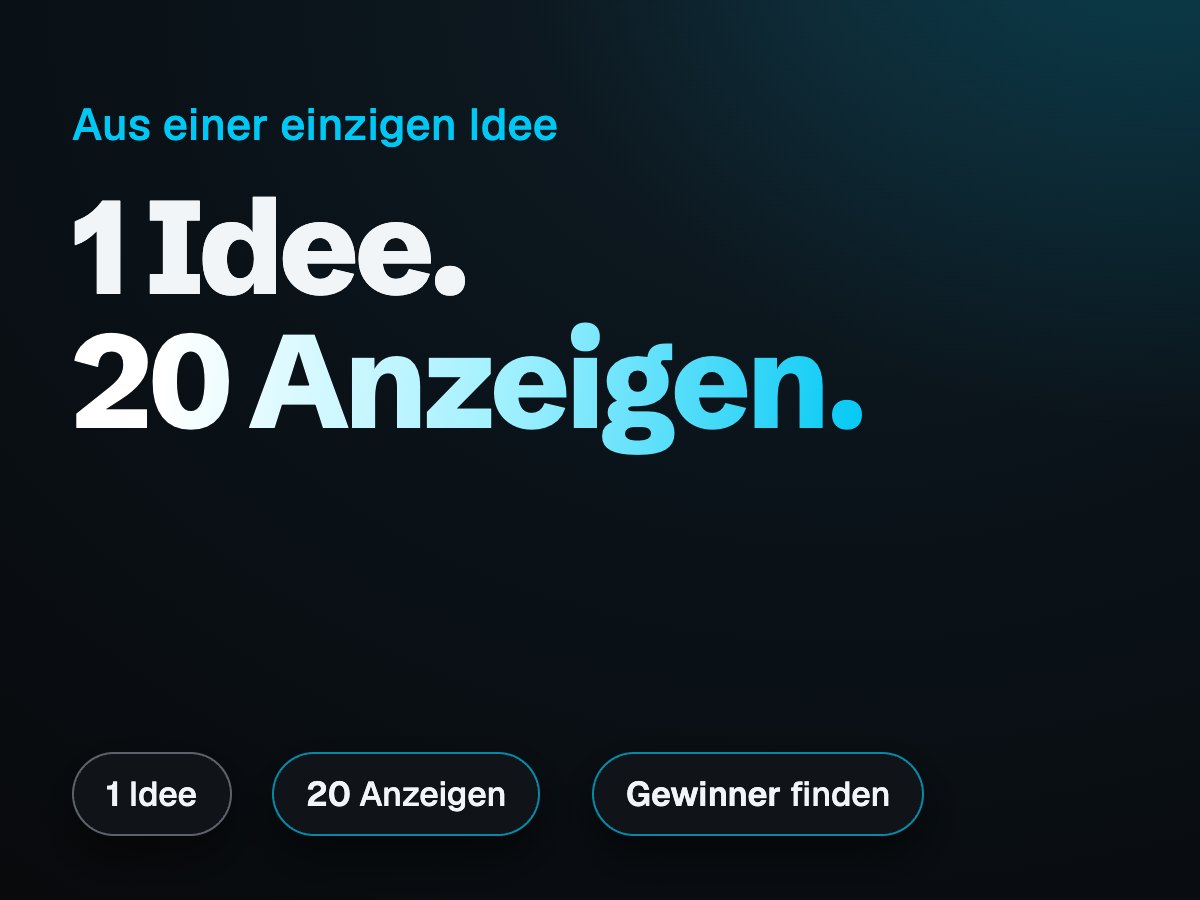 Aus einer einzigen Idee
1 Idee.
20 Anzeigen.
1 Idee
20 Anzeigen
Gewinner finden